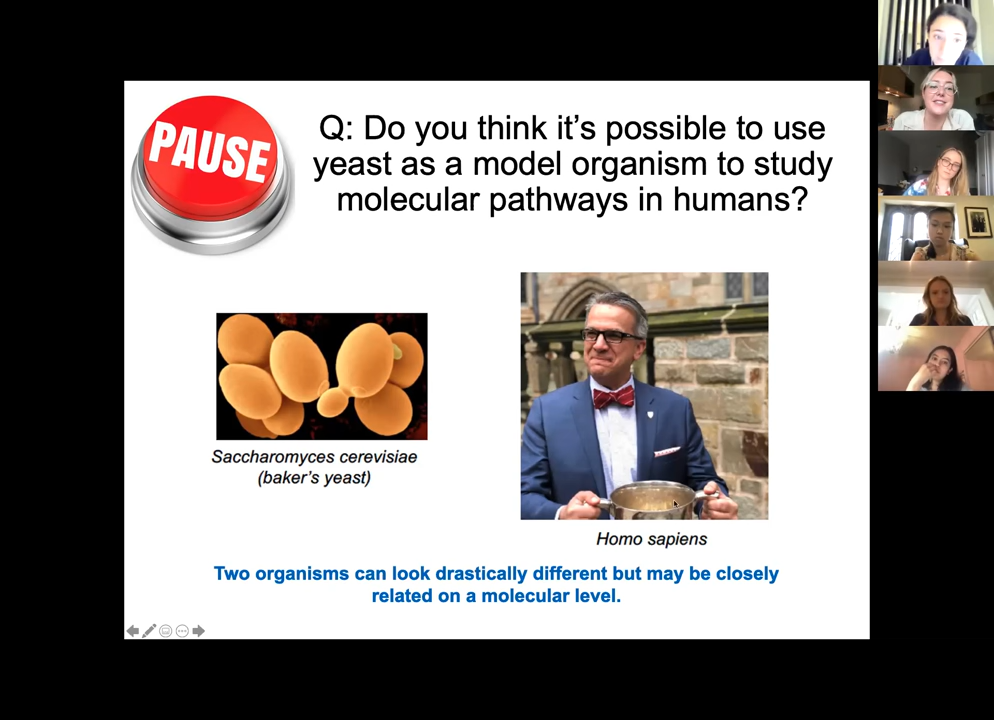 PAUSE
Q: Do you think it’s possible to use
yeast as a model organism to study
molecular pathways in humans?
Saccharomyces cerevisiae
(baker’s yeast)
Homo sapiens
Two organisms can look drastically different but may be closely
related on a molecular level.